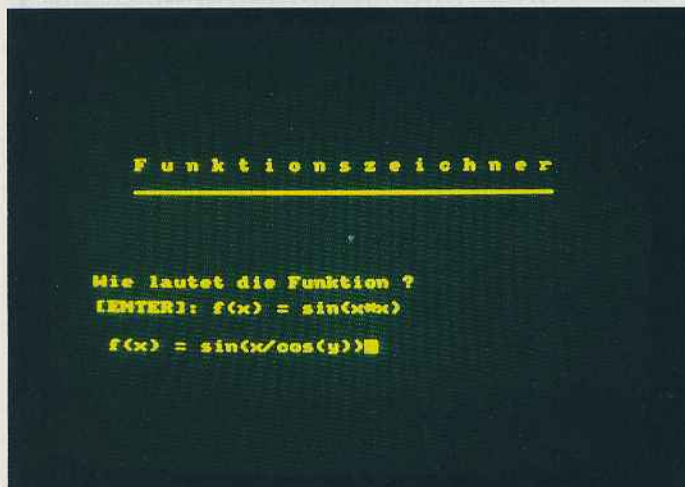 Funktionszeichner
Wie lautet die Funktion ?
[ENTER]: f(x) = sin(x*x)
f(x) = sin(x/cos(y))